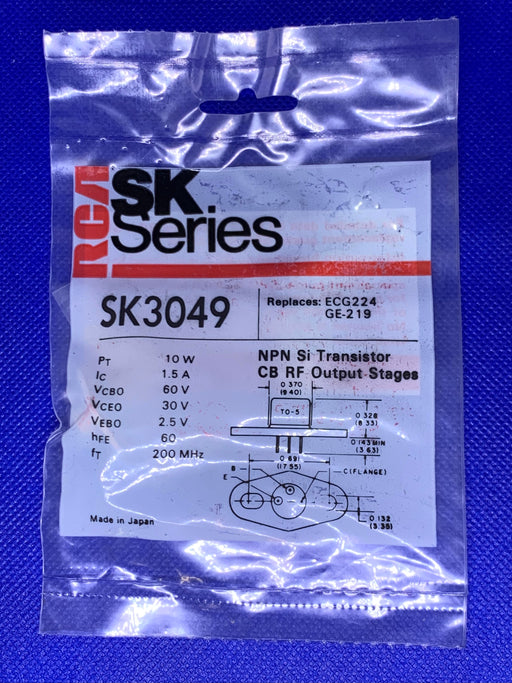 RCA
SK
Series
SK3049
Replaces: ECG224
GE-219
PT 10 W
IC 1.5 A
VCBO 60 V
VCEO 30 V
VEBO 2.5 V
hFE 60
fT 200 MHz
NPN Si Transistor
CB RF Output Stages
0.370
(9.40)
TO-5
0.328
(8.33)
0.143 MIN
(3.63)
0.691
(17.55)
B
E
C (FLANGE)
0.132
(3.35)
Made in Japan